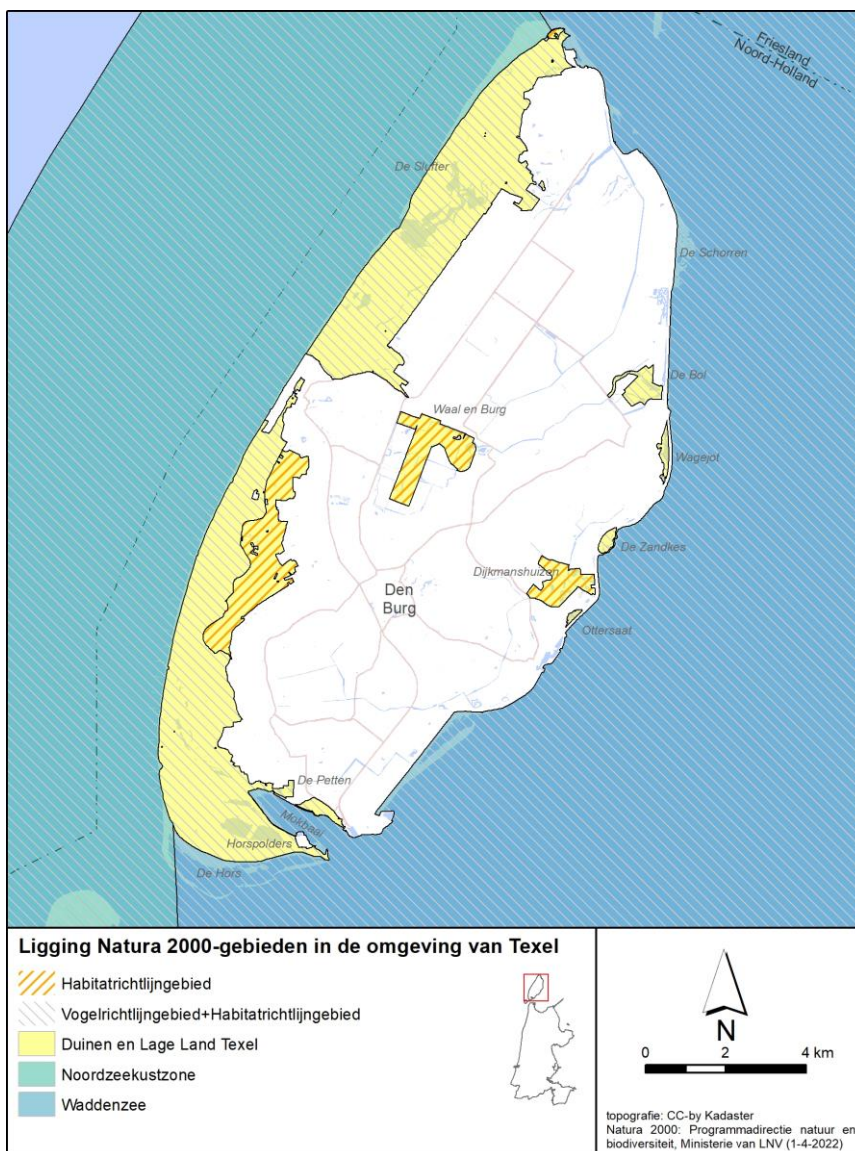 Friesland
Noord-Holland
De Slufter
De Schorren
De Bol
Waal en Burg
Wagejot
De Zandkes
Dijkmanshuizen
Den
Burg
Ottersaat
De Petten
Mokbaai
Horspolders
De Hors
Ligging Natura 2000-gebieden in de omgeving van Texel
Habitatrichtlijngebied
Vogelrichtlijngebied+Habitatrichtlijngebied
Duinen en Lage Land Texel
Noordzeekustzone
Waddenzee
N
0 2 4 km
topografie: CC-by Kadaster
Natura 2000: Programmadirectie natuur en
biodiversiteit, Ministerie van LNV (1-4-2022)